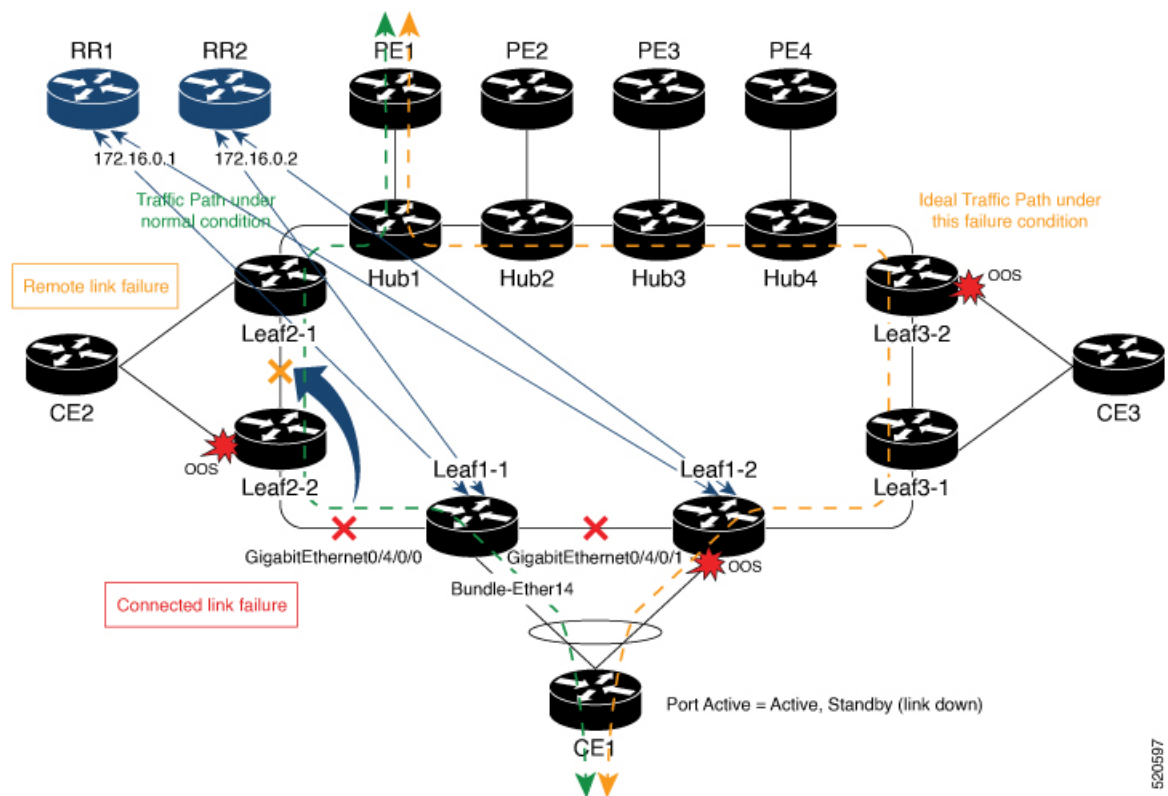 RR1
RR2
PE1
PE2
PE3
PE4
172.16.0.1
172.16.0.2
Traffic Path under
normal condition
Ideal Traffic Path under
this failure condition
Hub1
Hub2
Hub3
Hub4
Remote link failure
OOS
Leaf2-1
Leaf3-2
CE2
CE3
OOS
Leaf2-2
Leaf1-1
Leaf1-2
Leaf3-1
GigabitEthernet0/4/0/0
GigabitEthernet0/4/0/1
OOS
Bundle-Ether14
Connected link failure
Port Active = Active, Standby (link down)
CE1
520597